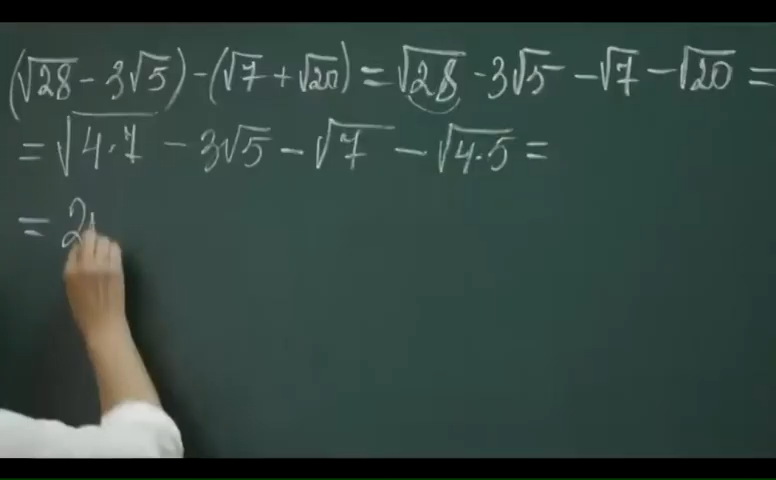 (√28 - 3√5) - (√7 + √20) = √28 - 3√5 - √7 - √20 =
= √4·7 - 3√5 - √7 - √4·5 =
= 2